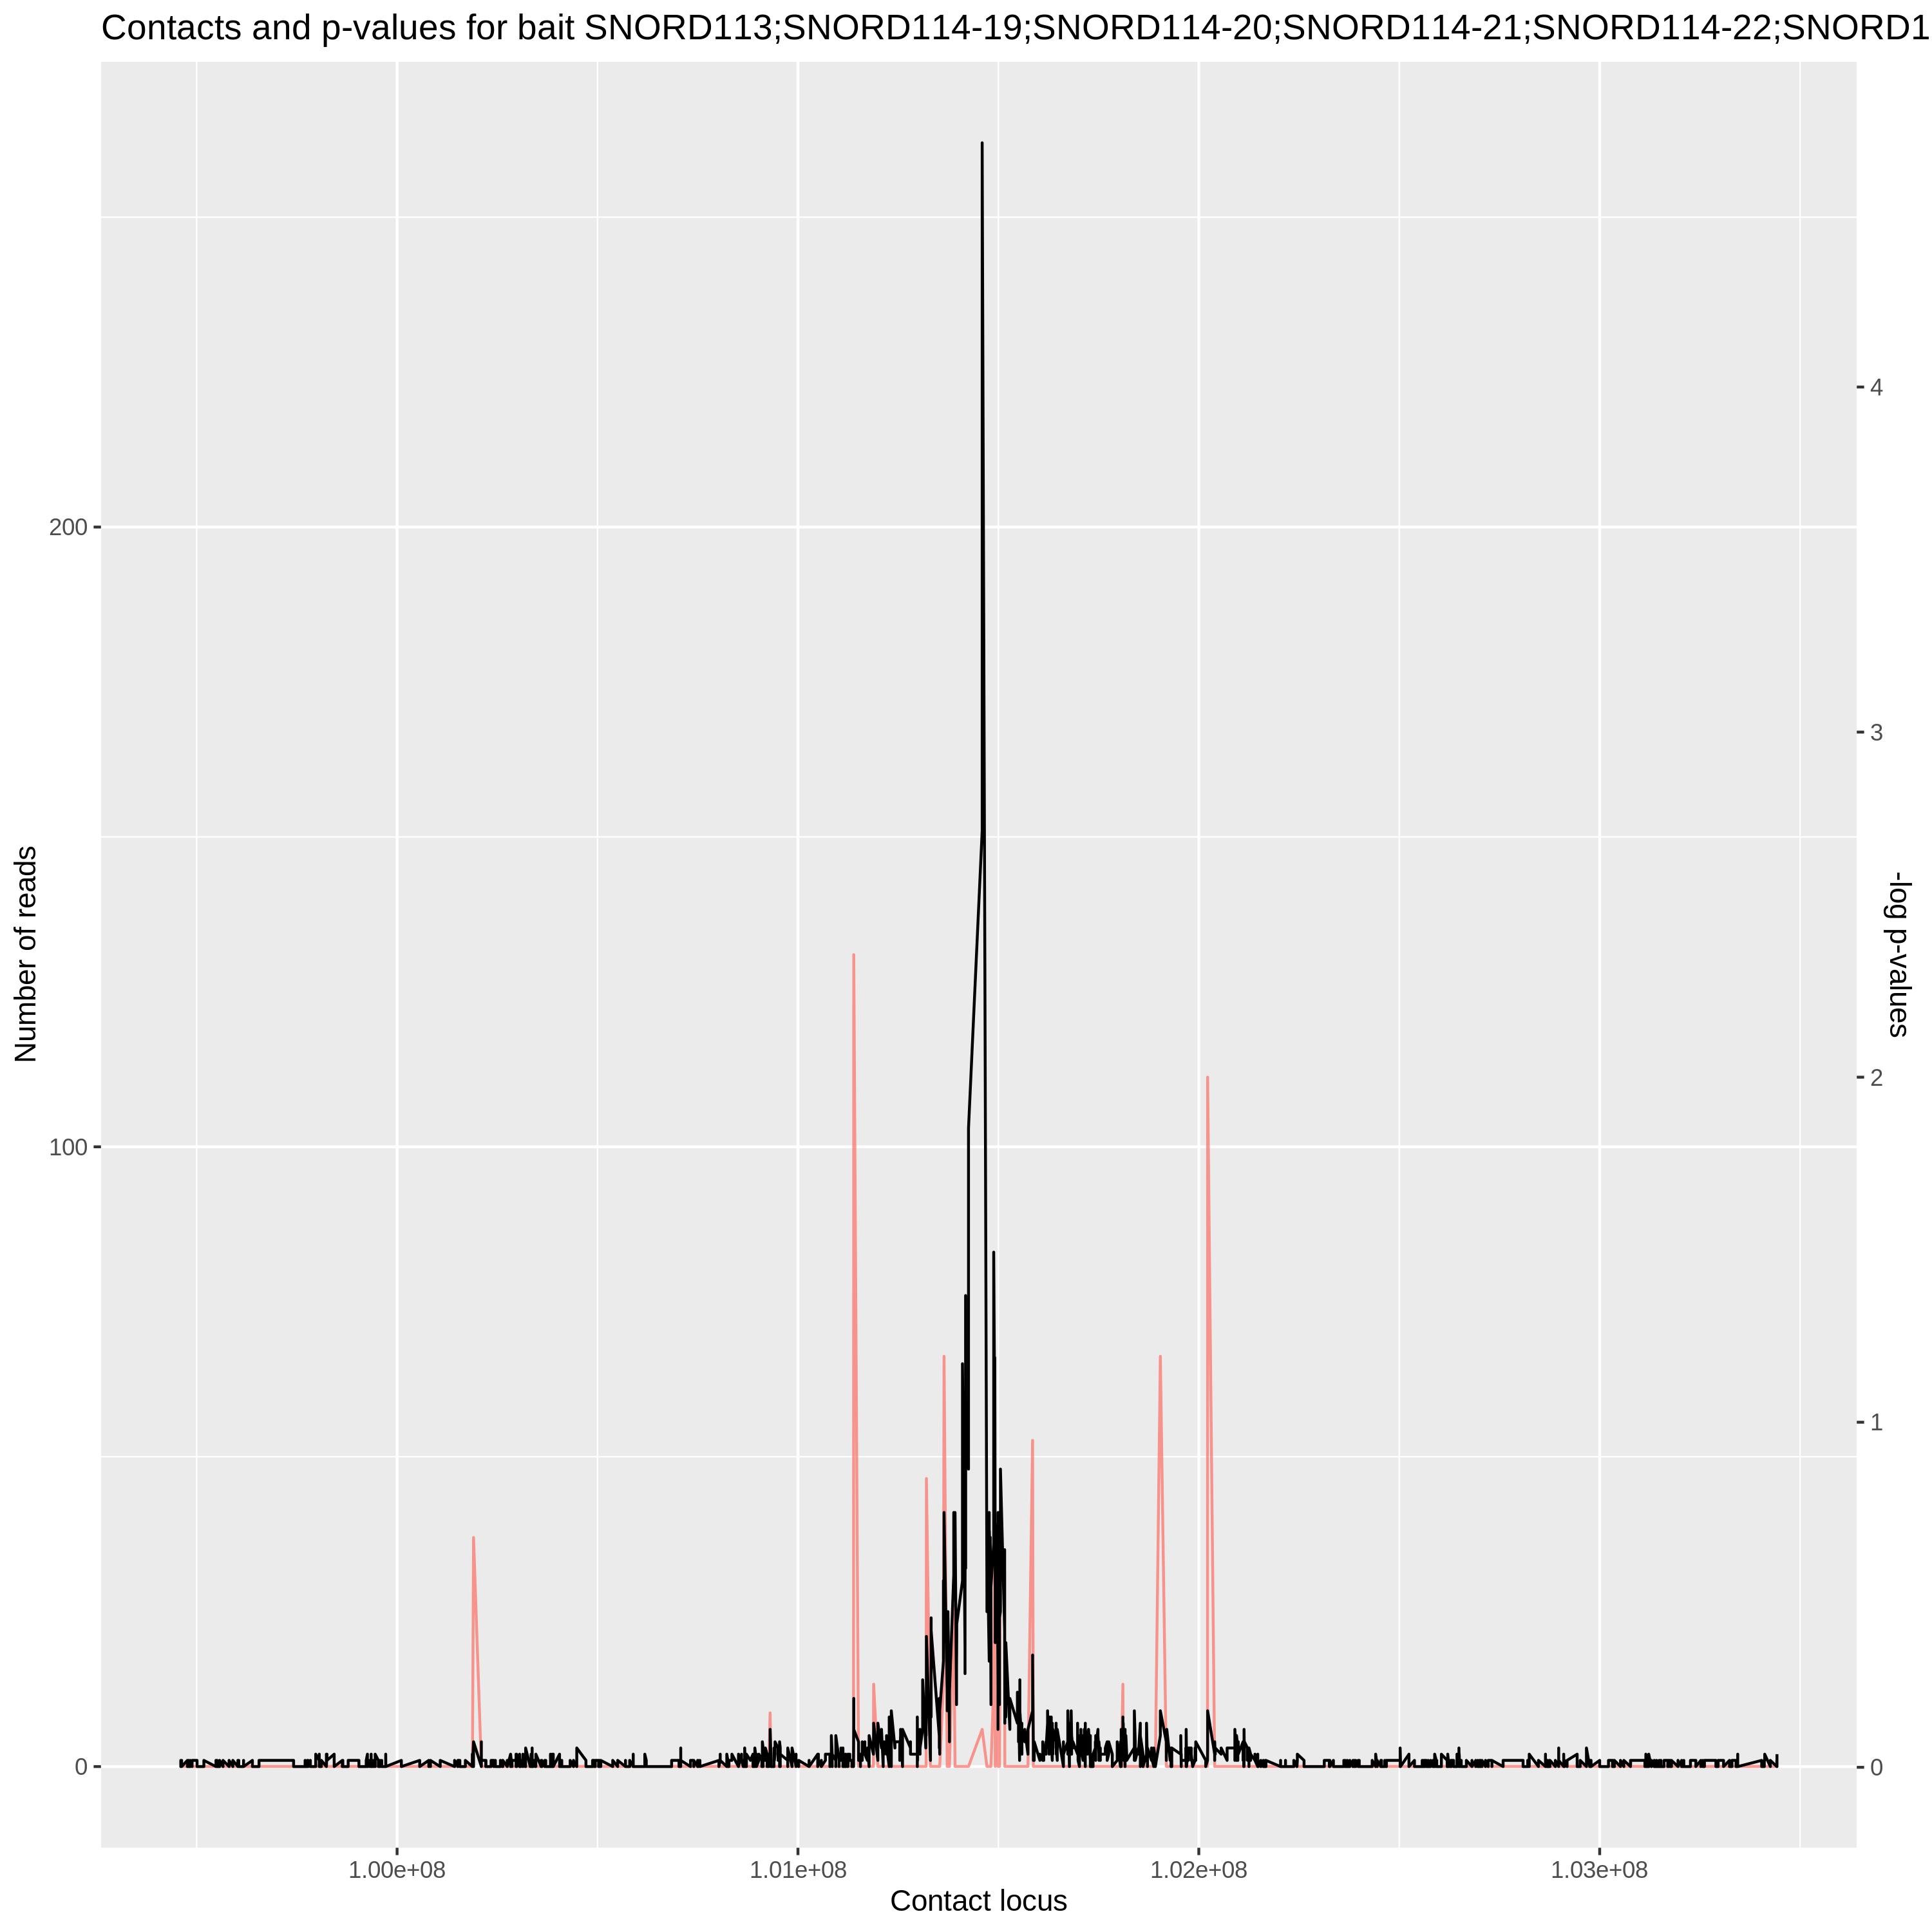 Contacts and p-values for bait SNORD113;SNORD114-19;SNORD114-20;SNORD114-21;SNORD114-22;SNORD1
Number of reads
200
100
0
4
3
2
1
0
-log p-values
1.00e+08
1.01e+08
1.02e+08
1.03e+08
Contact locus